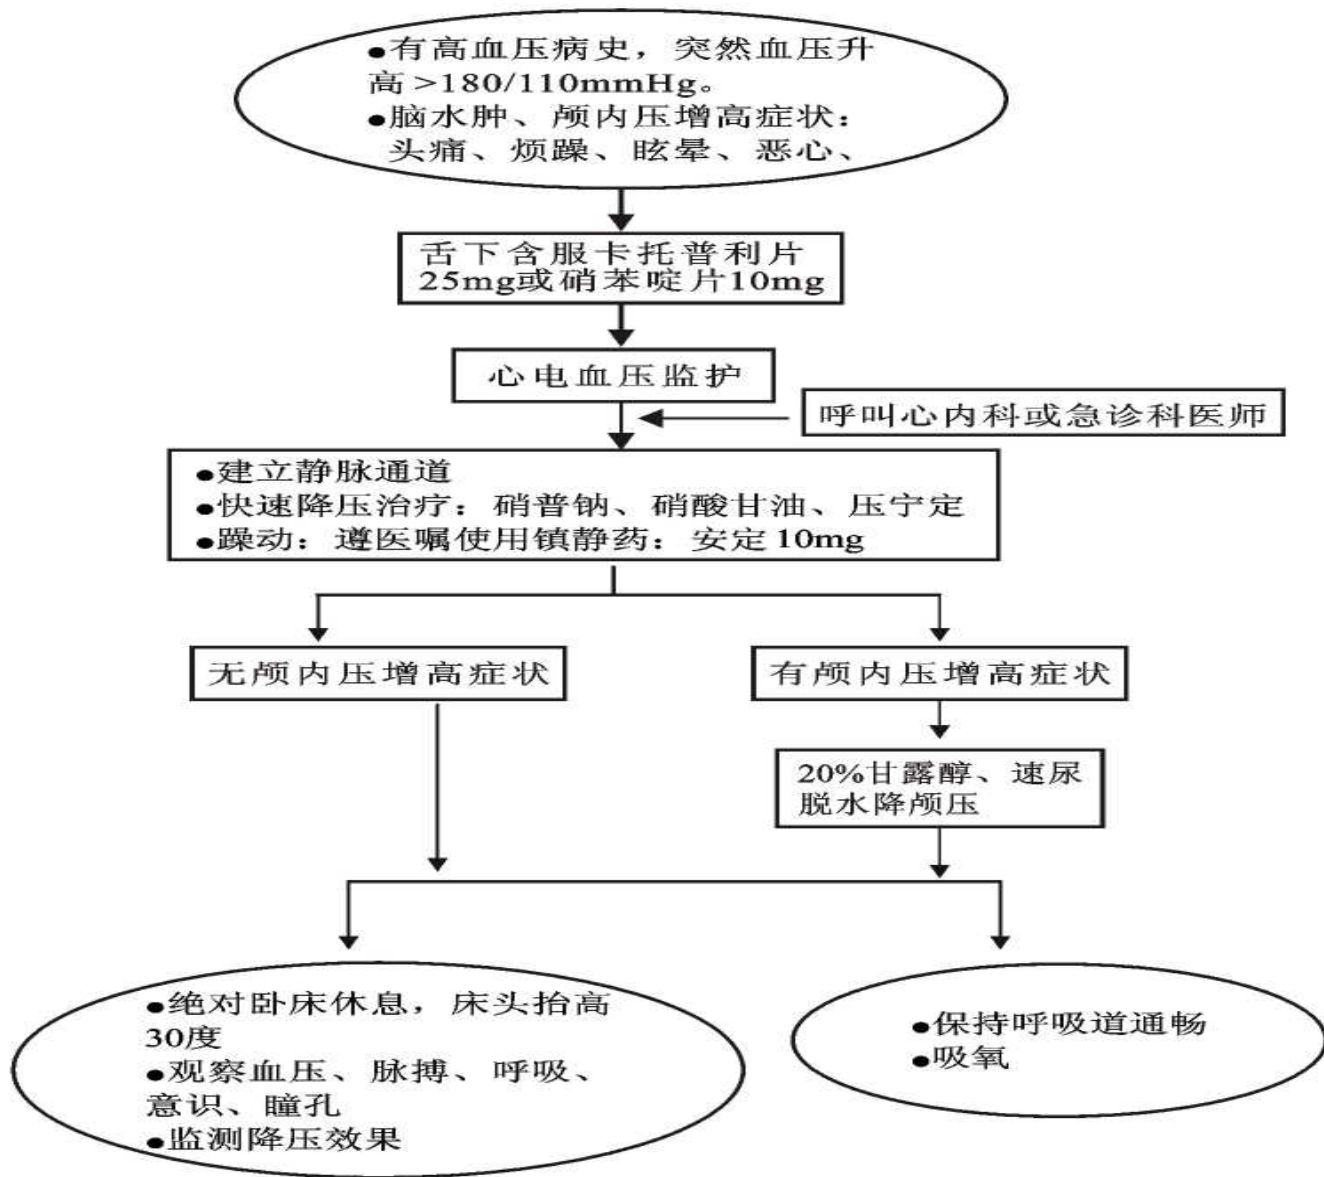 ●有高血压病史，突然血压升
高>180/110mmHg。
●脑水肿、颅内压增高症状：
头痛、烦躁、眩晕、恶心、
舌下含服卡托普利片
25mg或硝苯啶片10mg
心电血压监护
呼叫心内科或急诊科医师
●建立静脉通道
●快速降压治疗：硝普钠、硝酸甘油、压宁定
●躁动：遵医嘱使用镇静药：安定10mg
无颅内压增高症状
有颅内压增高症状
20%甘露醇、速尿
脱水降颅压
●绝对卧床休息，床头抬高
30度
●观察血压、脉搏、呼吸、
意识、瞳孔
●监测降压效果
●保持呼吸道通畅
●吸氧